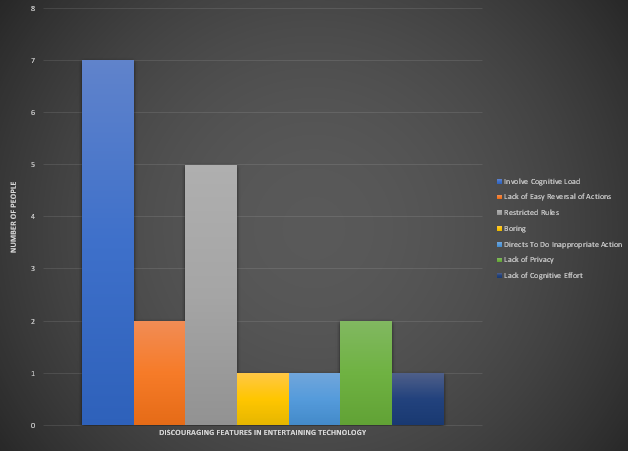 8
7
6
5
4
3
2
1
0
NUMBER OF PEOPLE
DISCOURAGING FEATURES IN ENTERTAINING TECHNOLOGY
Involve Cognitive Load
Lack of Easy Reversal of Actions
Restricted Rules
Boring
Directs To Do Inappropriate Action
Lack of Privacy
Lack of Cognitive Effort